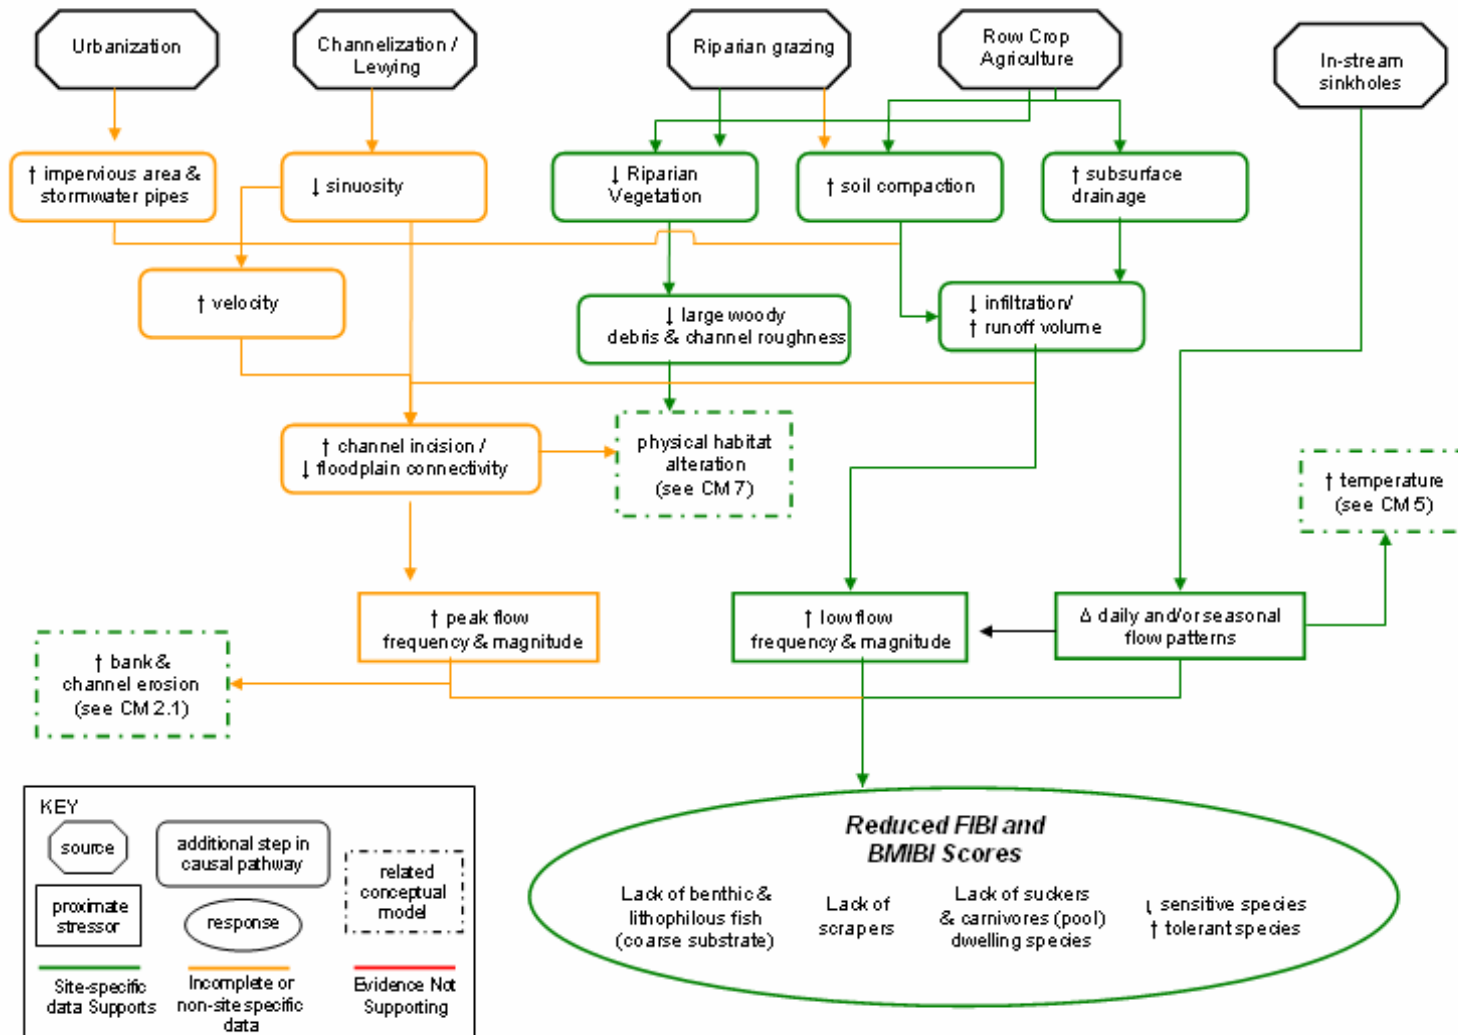 Urbanization
Channelization /
Levying
Riparian grazing
Row Crop
Agriculture
In-stream
sinkholes
↑ impervious area &
stormwater pipes
↓ sinuosity
↓ Riparian
Vegetation
↑ soil compaction
↑ subsurface
drainage
↑ velocity
↓ large woody
debris & channel roughness
↓ infiltration/
↑ runoff volume
↑ channel incision /
↓ floodplain connectivity
physical habitat
alteration
(see CM 7)
↑ temperature
(see CM 5)
↑ peak flow
frequency & magnitude
↑ low flow
frequency & magnitude
Δ daily and/or seasonal
flow patterns
↑ bank &
channel erosion
(see CM 2.1)
KEY
source
additional step in
causal pathway
related
conceptual
model
proximate
stressor
response
Site-specific
data Supports
Incomplete or
non-site specific
data
Evidence Not
Supporting
Reduced FIBI and
BMIBI Scores
Lack of benthic &
lithophilous fish
(coarse substrate)
Lack of
scrapers
Lack of suckers
& carnivores (pool)
dwelling species
↓ sensitive species
↑ tolerant species